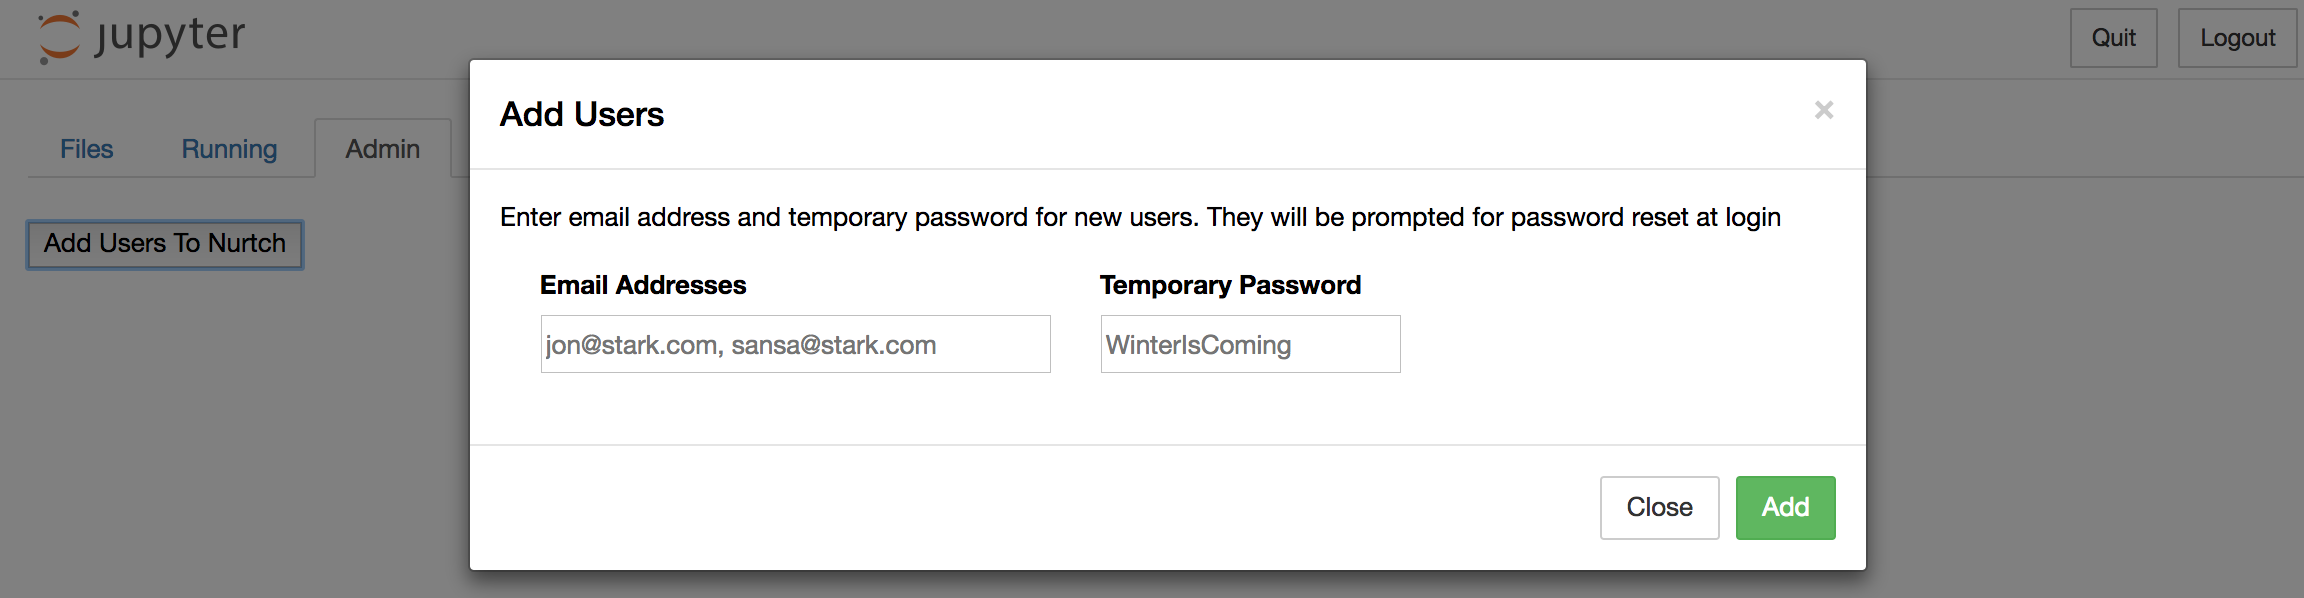 jupyter
Quit
Logout
Files
Running
Admin
Add Users To Nurtch
Add Users
×
Enter email address and temporary password for new users. They will be prompted for password reset at login
Email Addresses
Temporary Password
jon@stark.com, sansa@stark.com
WinterIsComing
Close
Add